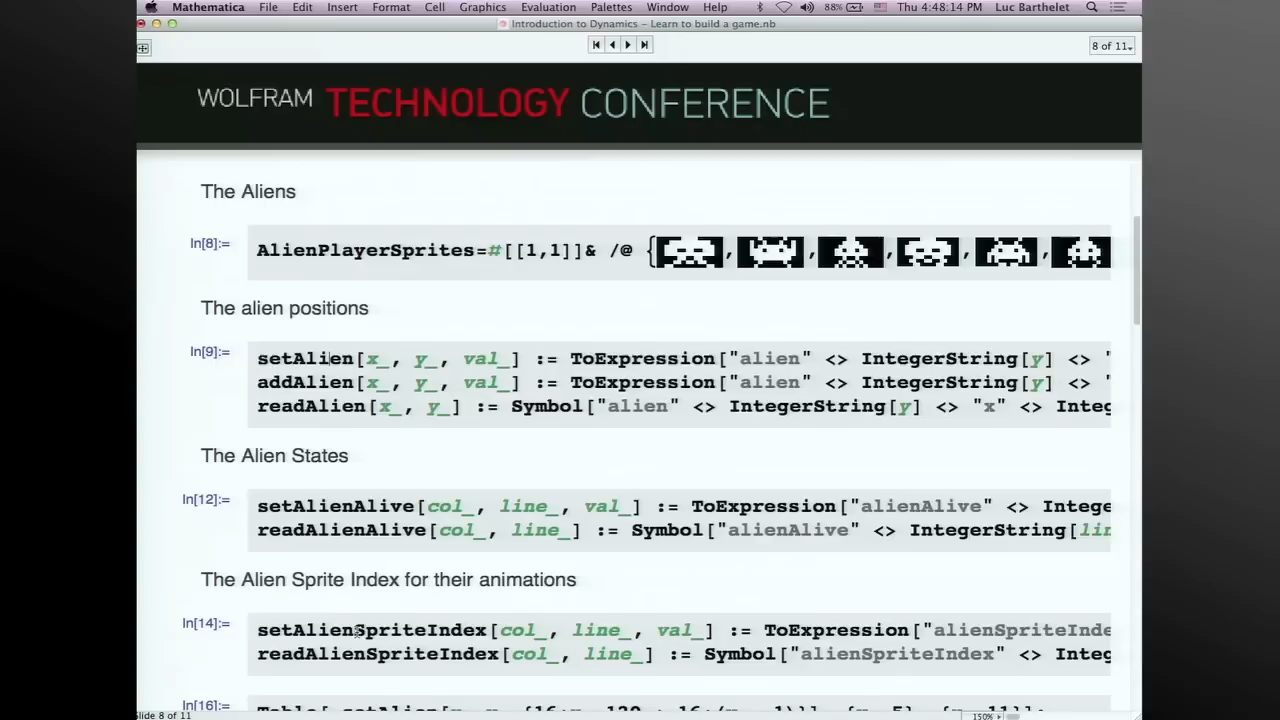 Mathematica File Edit Insert Format Cell Graphics Evaluation Palettes Window Help 88% Thu 4:48:14 PM Luc Barthelet
Introduction to Dynamics – Learn to build a game.nb
8 of 11
WOLFRAM TECHNOLOGY CONFERENCE
The Aliens
In[8]:= AlienPlayerSprites=#[[1,1]]& /@ { , , , , ,
The alien positions
In[9]:= setAlien[x_, y_, val_] := ToExpression["alien" <> IntegerString[y] <> "
addAlien[x_, y_, val_] := ToExpression["alien" <> IntegerString[y] <> "
readAlien[x_, y_] := Symbol["alien" <> IntegerString[y] <> "x" <> Integ
The Alien States
In[12]:= setAlienAlive[col_, line_, val_] := ToExpression["alienAlive" <> Intege
readAlienAlive[col_, line_] := Symbol["alienAlive" <> IntegerString[lin
The Alien Sprite Index for their animations
In[14]:= setAlienSpriteIndex[col_, line_, val_] := ToExpression["alienSpriteInde
readAlienSpriteIndex[col_, line_] := Symbol["alienSpriteIndex" <> Integ
In[16]:=
Slide 8 of 11 150%